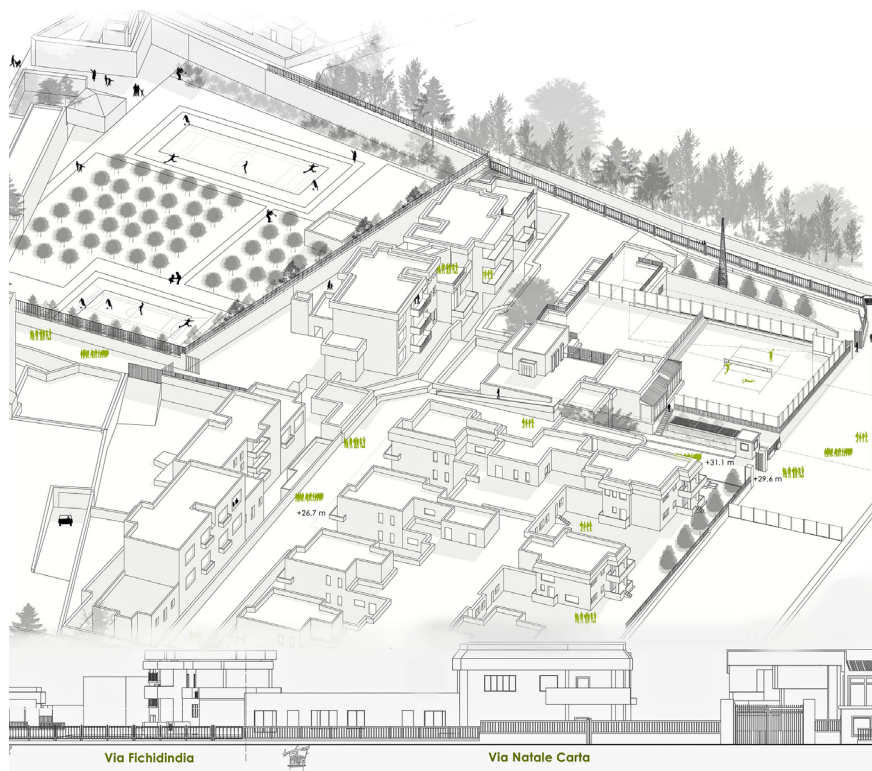 +31.1 m
+29.6 m
+26.7 m
Via Fichidindia
Via Natale Carta